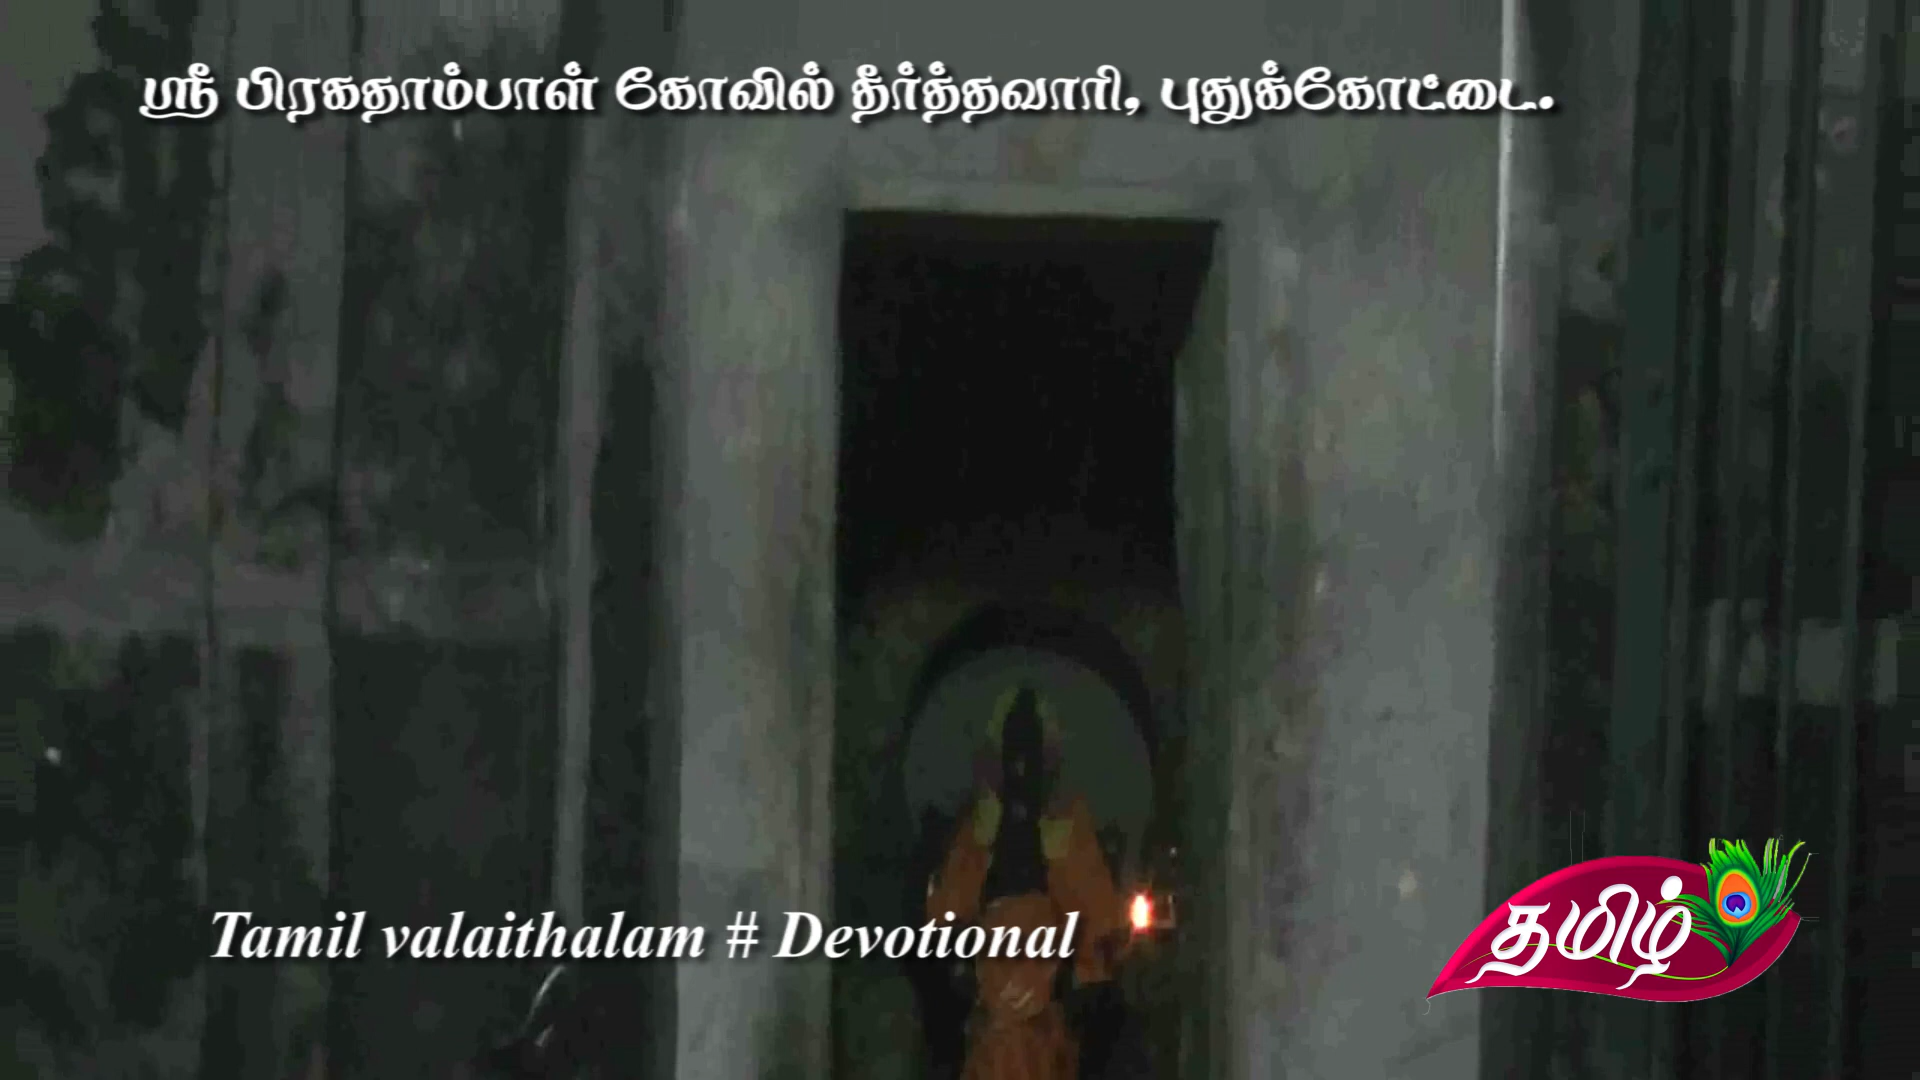 ஸ்ரீ பிரகதாம்பாள் கோவில் தீர்த்தவாரி, புதுக்கோட்டை.
Tamil valaithalam # Devotional
தமிழ்